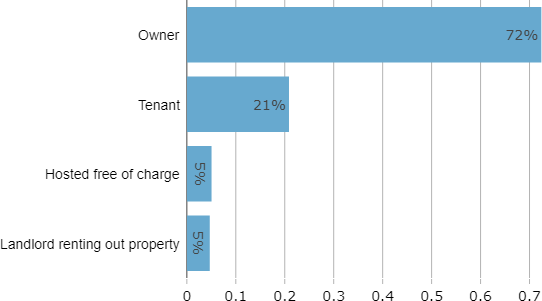 Owner 72%
Tenant 21%
Hosted free of charge 5%
Landlord renting out property 5%
0 0.1 0.2 0.3 0.4 0.5 0.6 0.7